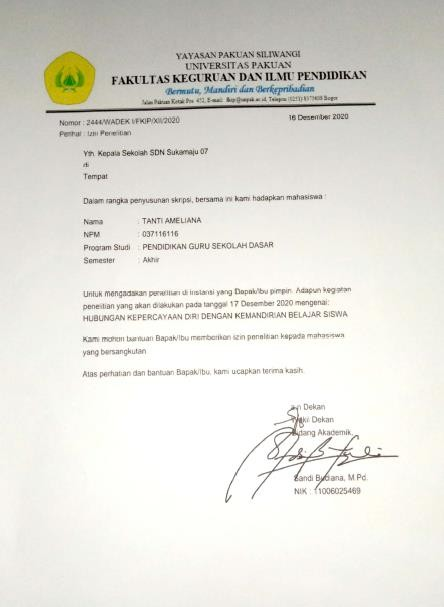 YAYASAN PAKUAN SILIWANGI
UNIVERSITAS PAKUAN
FAKULTAS KEGURUAN DAN ILMU PENDIDIKAN
Bermutu, Mandiri dan Berkepribadian
Jalan Pakuan Kotak Pos 452, E-mail: fkip@unpak.ac.id, Telepon (0251) 8375608 Bogor
Nomor : 2444/WADEK I/FKIP/XII/2020
16 Desember 2020
Perihal : Izin Penelitian
Yth. Kepala Sekolah SDN Sukamaju 07
di
Tempat
Dalam rangka penyusunan skripsi, bersama ini kami hadapkan mahasiswa :
Nama : TANTI AMELIANA
NPM : 037116116
Program Studi : PENDIDIKAN GURU SEKOLAH DASAR
Semester : Akhir
Untuk mengadakan penelitian di instansi yang Bapak/Ibu pimpin. Adapun kegiatan
penelitian yang akan dilakukan pada tanggal 17 Desember 2020 mengenai:
HUBUNGAN KEPERCAYAAN DIRI DENGAN KEMANDIRIAN BELAJAR SISWA
Kami mohon bantuan Bapak/Ibu memberikan izin penelitian kepada mahasiswa
yang bersangkutan
Atas perhatian dan bantuan Bapak/Ibu, kami ucapkan terima kasih.
a.n Dekan
Wakil Dekan
Bidang Akademik,
Sandi Budiana, M.Pd.
NIK : 11006025469